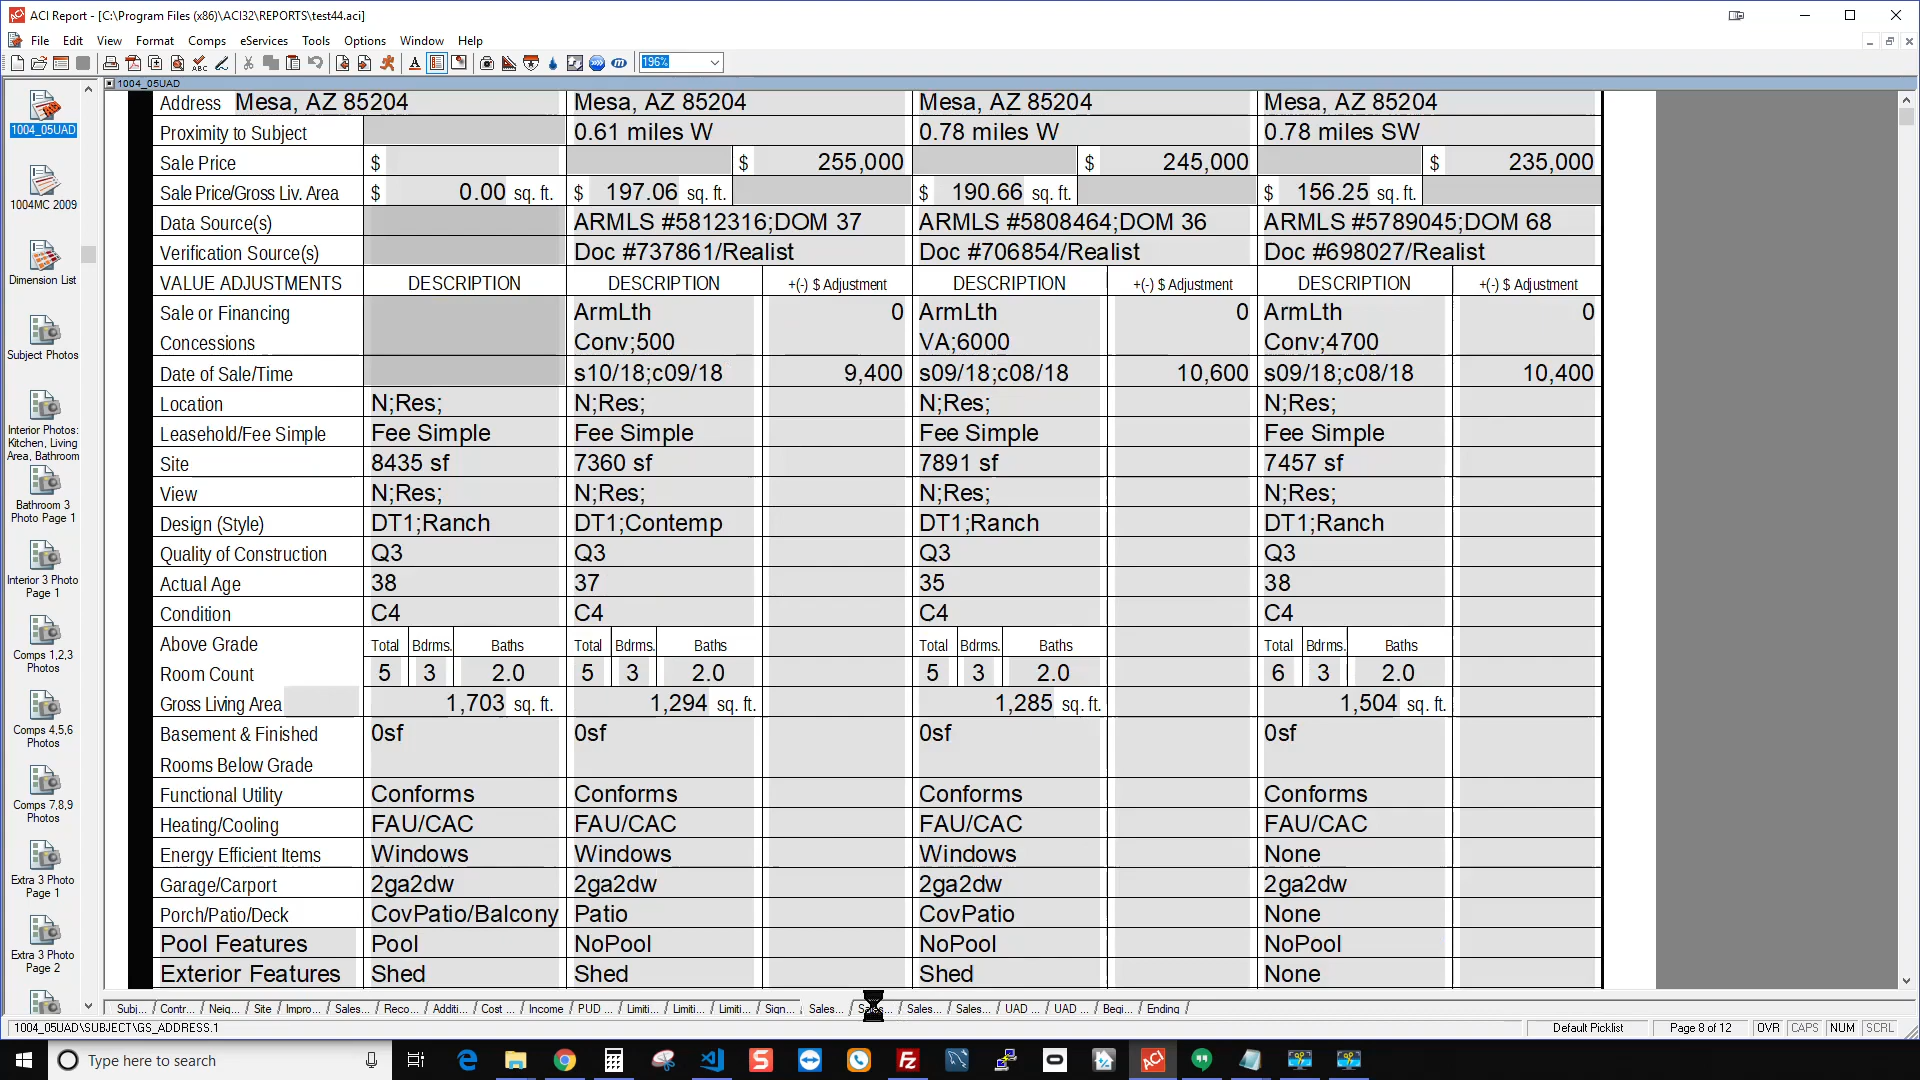 ACI Report - [C:\Program Files (x86)\ACI32\REPORTS\test44.aci]
File Edit View Format Comps eServices Tools Options Window Help
196%
1004_05UAD
1004_05UAD
1004MC 2009
Dimension List
Subject Photos
Interior Photos:
Kitchen, Living
Area, Bathroom
Bathroom 3
Photo Page 1
Interior 3 Photo
Page 1
Comps 1,2,3
Photos
Comps 4,5,6
Photos
Comps 7,8,9
Photos
Extra 3 Photo
Page 1
Extra 3 Photo
Page 2
Address Mesa, AZ 85204 Mesa, AZ 85204 Mesa, AZ 85204 Mesa, AZ 85204
Proximity to Subject 0.61 miles W 0.78 miles W 0.78 miles SW
Sale Price $ $ 255,000 $ 245,000 $ 235,000
Sale Price/Gross Liv. Area $ 0.00 sq. ft. $ 197.06 sq. ft. $ 190.66 sq. ft. $ 156.25 sq. ft.
Data Source(s) ARMLS #5812316;DOM 37 ARMLS #5808464;DOM 36 ARMLS #5789045;DOM 68
Verification Source(s) Doc #737861/Realist Doc #706854/Realist Doc #698027/Realist
VALUE ADJUSTMENTS DESCRIPTION DESCRIPTION +(-) $ Adjustment DESCRIPTION +(-) $ Adjustment DESCRIPTION +(-) $ Adjustment
Sale or Financing ArmLth 0 ArmLth 0 ArmLth 0
Concessions Conv;500 VA;6000 Conv;4700
Date of Sale/Time s10/18;c09/18 9,400 s09/18;c08/18 10,600 s09/18;c08/18 10,400
Location N;Res; N;Res; N;Res; N;Res;
Leasehold/Fee Simple Fee Simple Fee Simple Fee Simple Fee Simple
Site 8435 sf 7360 sf 7891 sf 7457 sf
View N;Res; N;Res; N;Res; N;Res;
Design (Style) DT1;Ranch DT1;Contemp DT1;Ranch DT1;Ranch
Quality of Construction Q3 Q3 Q3 Q3
Actual Age 38 37 35 38
Condition C4 C4 C4 C4
Above Grade Total Bdrms. Baths Total Bdrms. Baths Total Bdrms. Baths Total Bdrms. Baths
Room Count 5 3 2.0 5 3 2.0 5 3 2.0 6 3 2.0
Gross Living Area 1,703 sq. ft. 1,294 sq. ft. 1,285 sq. ft. 1,504 sq. ft.
Basement & Finished 0sf 0sf 0sf 0sf
Rooms Below Grade
Functional Utility Conforms Conforms Conforms Conforms
Heating/Cooling FAU/CAC FAU/CAC FAU/CAC FAU/CAC
Energy Efficient Items Windows Windows Windows None
Garage/Carport 2ga2dw 2ga2dw 2ga2dw 2ga2dw
Porch/Patio/Deck CovPatio/Balcony Patio CovPatio None
Pool Features Pool NoPool NoPool NoPool
Exterior Features Shed Shed Shed None
Subj... Contr... Neig... Site Impro... Sales... Reco... Additi... Cost ... Income PUD ... Limiti... Limiti... Limiti... Sign... Sales... Sales... Sales... UAD ... UAD ... Begi... Ending
1004_05UAD\SUBJECT\GS_ADDRESS.1 Default Picklist Page 8 of 12 OVR CAPS NUM SCRL
Type here to search